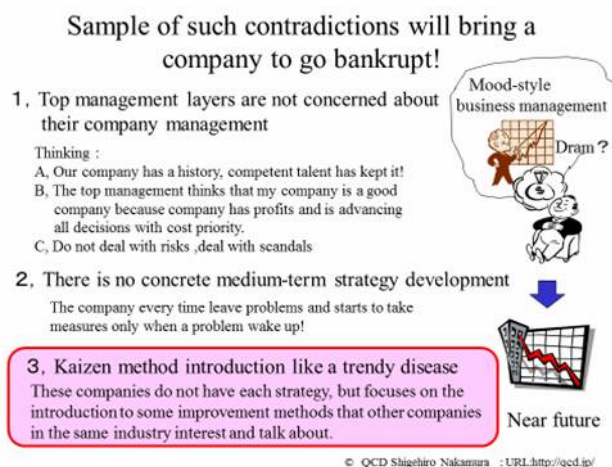 Sample of such contradictions will bring a
company to go bankrupt!
1, Top management layers are not concerned about
their company management
Thinking :
A, Our company has a history, competent talent has kept it!
B, The top management thinks that my company is a good
company because company has profits and is advancing
all decisions with cost priority.
C, Do not deal with risks ,deal with scandals
Mood-style
business management
Dram ?
2, There is no concrete medium-term strategy development
The company every time leave problems and starts to take
measures only when a problem wake up!
3, Kaizen method introduction like a trendy disease
These companies do not have each strategy, but focuses on the
introduction to some improvement methods that other companies
in the same industry interest and talk about.
Near future
© QCD Shigehiro Nakamura : URL:http://qcd.jp/